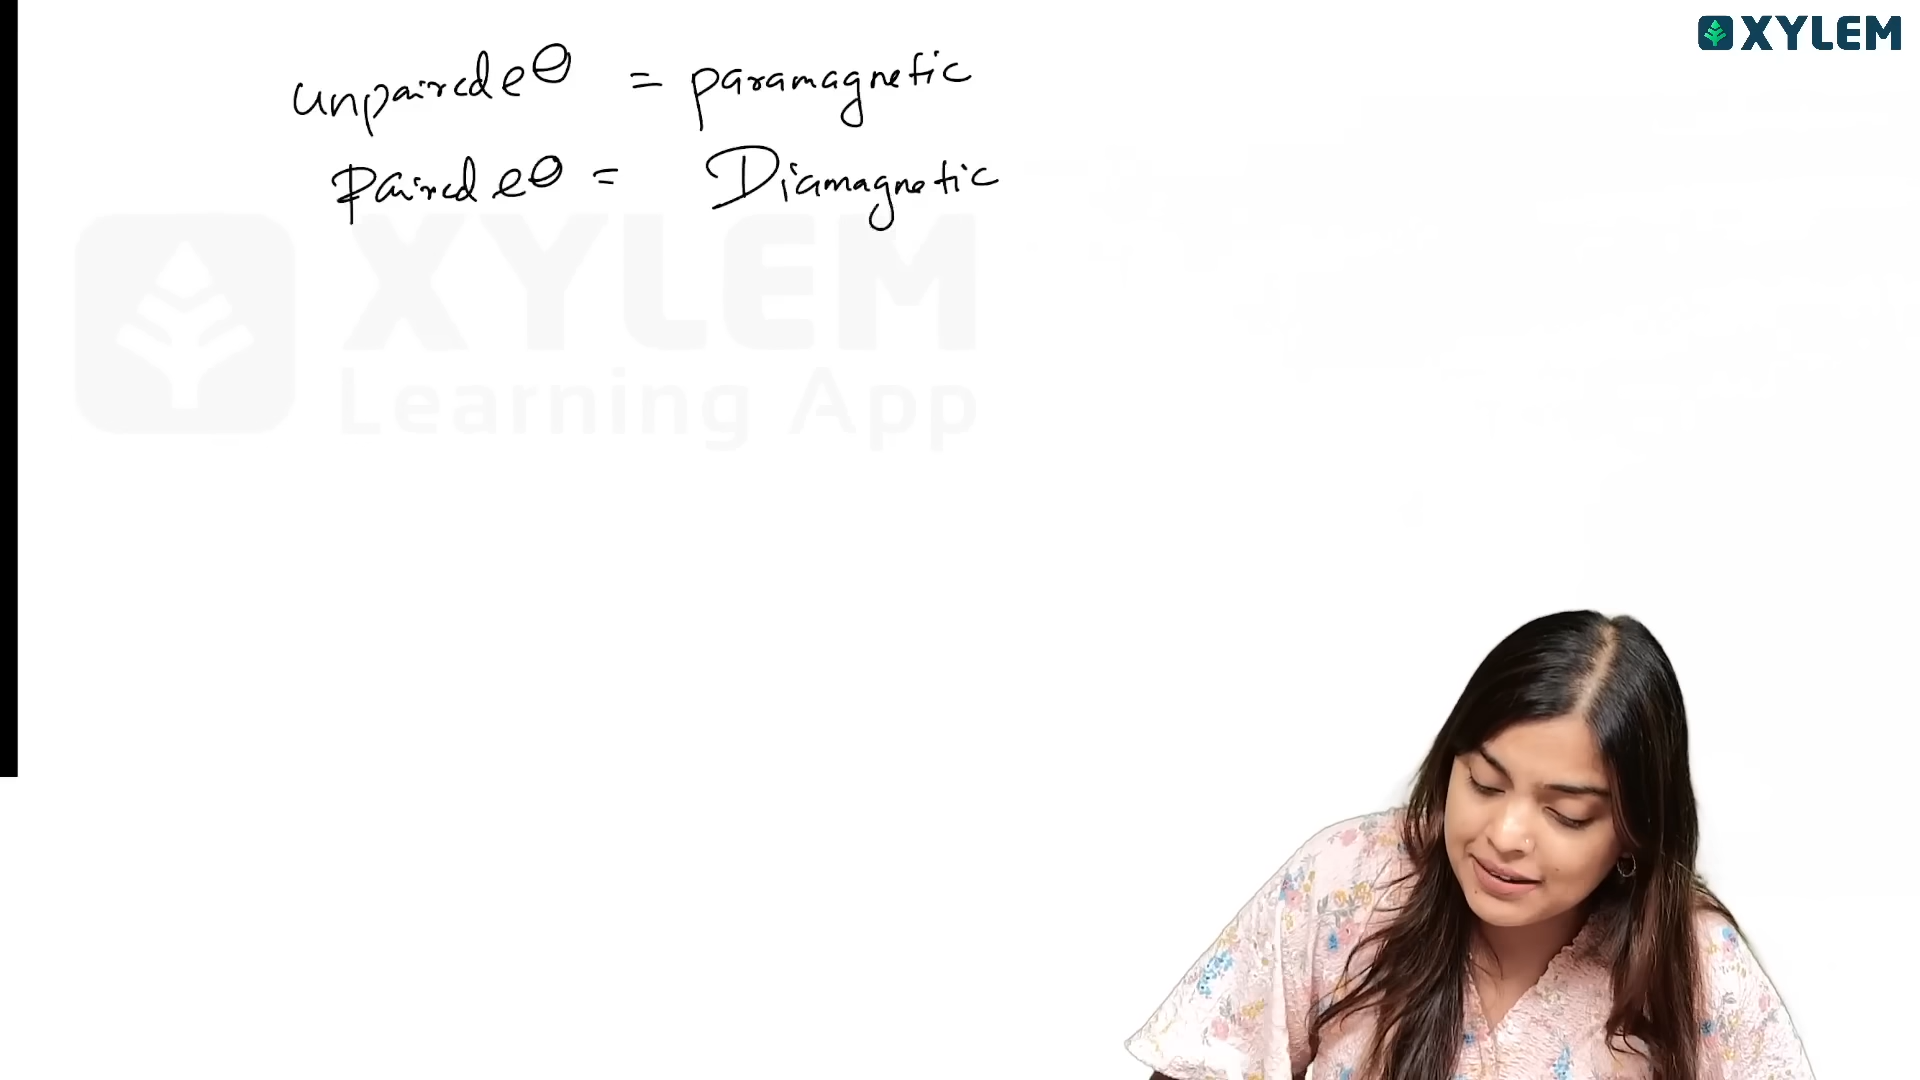 XYLEM
unpaired e⊖ = paramagnetic
Paired e⊖ = Diamagnetic
XYLEM
Learning App